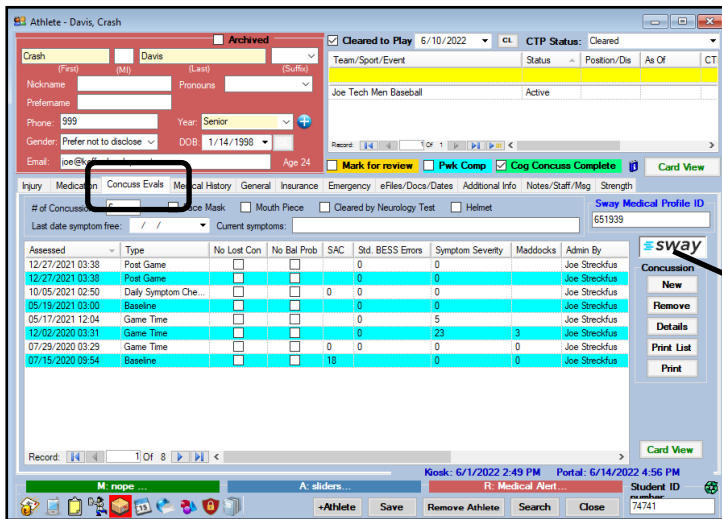 Athlete - Davis, Crash
Archived
Crash Davis
(First) (MI) (Last) (Suffix)
Nickname Pronouns
Prefername
Phone: 999 Year: Senior
Gender: Prefer not to disclose DOB: 1/14/1998
Email: Age 24
Cleared to Play 6/10/2022 CL CTP Status: Cleared
Team/Sport/Event Status Position/Dis As Of CT
Joe Tech Men Baseball Active
Record: 1 Of 1
Mark for review Pwk Comp Cog Concuss Complete Card View
Injury Medication Concuss Evals Medical History General Insurance Emergency eFiles/Docs/Dates Additional Info Notes/Staff/Msg Strength
# of Concussio Face Mask Mouth Piece Cleared by Neurology Test Helmet
Last date symptom free: / / Current symptoms:
Sway Medical Profile ID
651939
Assessed Type No Lost Con No Bal Prob SAC Std. BESS Errors Symptom Severity Maddocks Admin By
12/27/2021 03:38 Post Game 0 0 Joe Streckfus
12/27/2021 03:38 Post Game 0 0 Joe Streckfus
10/05/2021 02:50 Daily Symptom Che... 0 0 0 Joe Streckfus
05/19/2021 03:00 Baseline 0 0 Joe Streckfus
05/17/2021 12:04 Game Time 5 Joe Streckfus
12/02/2020 03:31 Game Time 0 23 3 Joe Streckfus
07/29/2020 03:29 Game Time 0 0 0 0 Joe Streckfus
07/15/2020 09:54 Baseline 18 0 0 Joe Streckfus
sway
Concussion
New
Remove
Details
Print List
Print
Record: 1 Of 8
Card View
Kiosk: 6/1/2022 2:49 PM Portal: 6/14/2022 4:56 PM
M: nope ... A: sliders... R: Medical Alert...
Student ID number
74741
+Athlete Save Remove Athlete Search Close